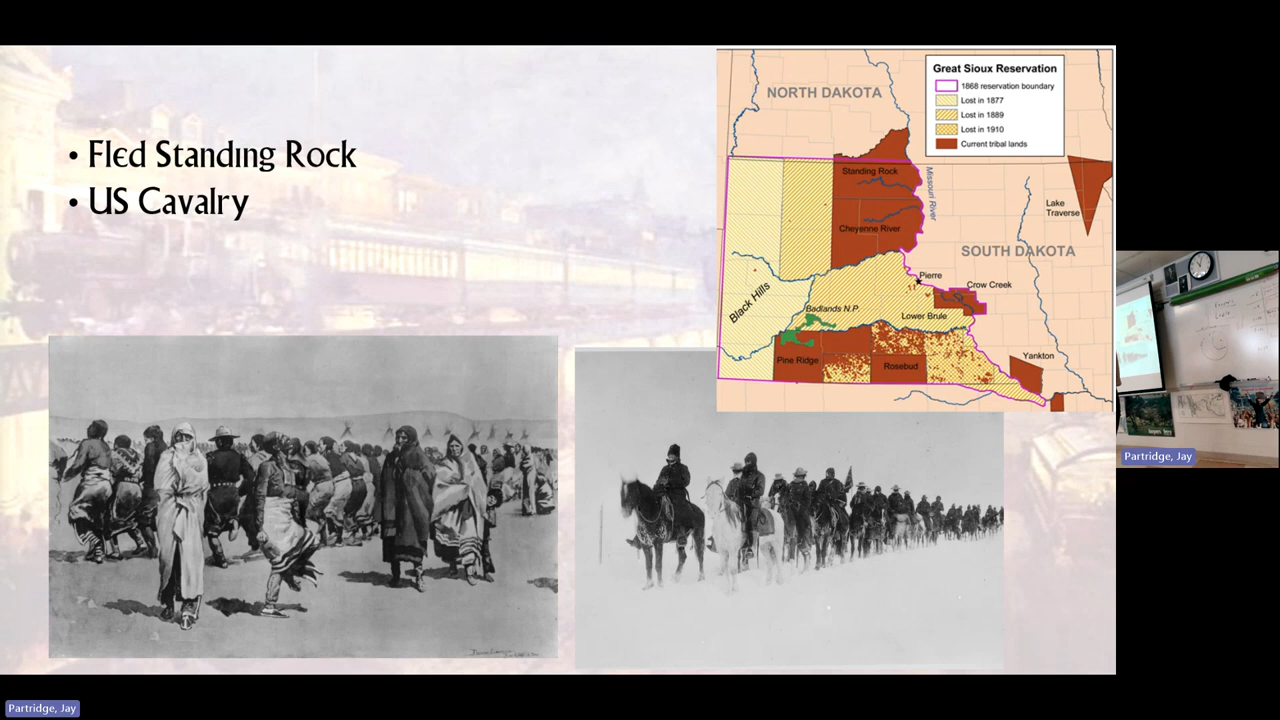 • Fled Standing Rock
• US Cavalry
Great Sioux Reservation
1868 reservation boundary
Lost in 1877
Lost in 1889
Lost in 1910
Current tribal lands
NORTH DAKOTA
Standing Rock
Missouri River
Lake
Traverse
Cheyenne River
SOUTH DAKOTA
Pierre
Crow Creek
Black Hills
Badlands N.P.
Lower Brule
Yankton
Pine Ridge
Rosebud
Partridge, Jay
Partridge, Jay